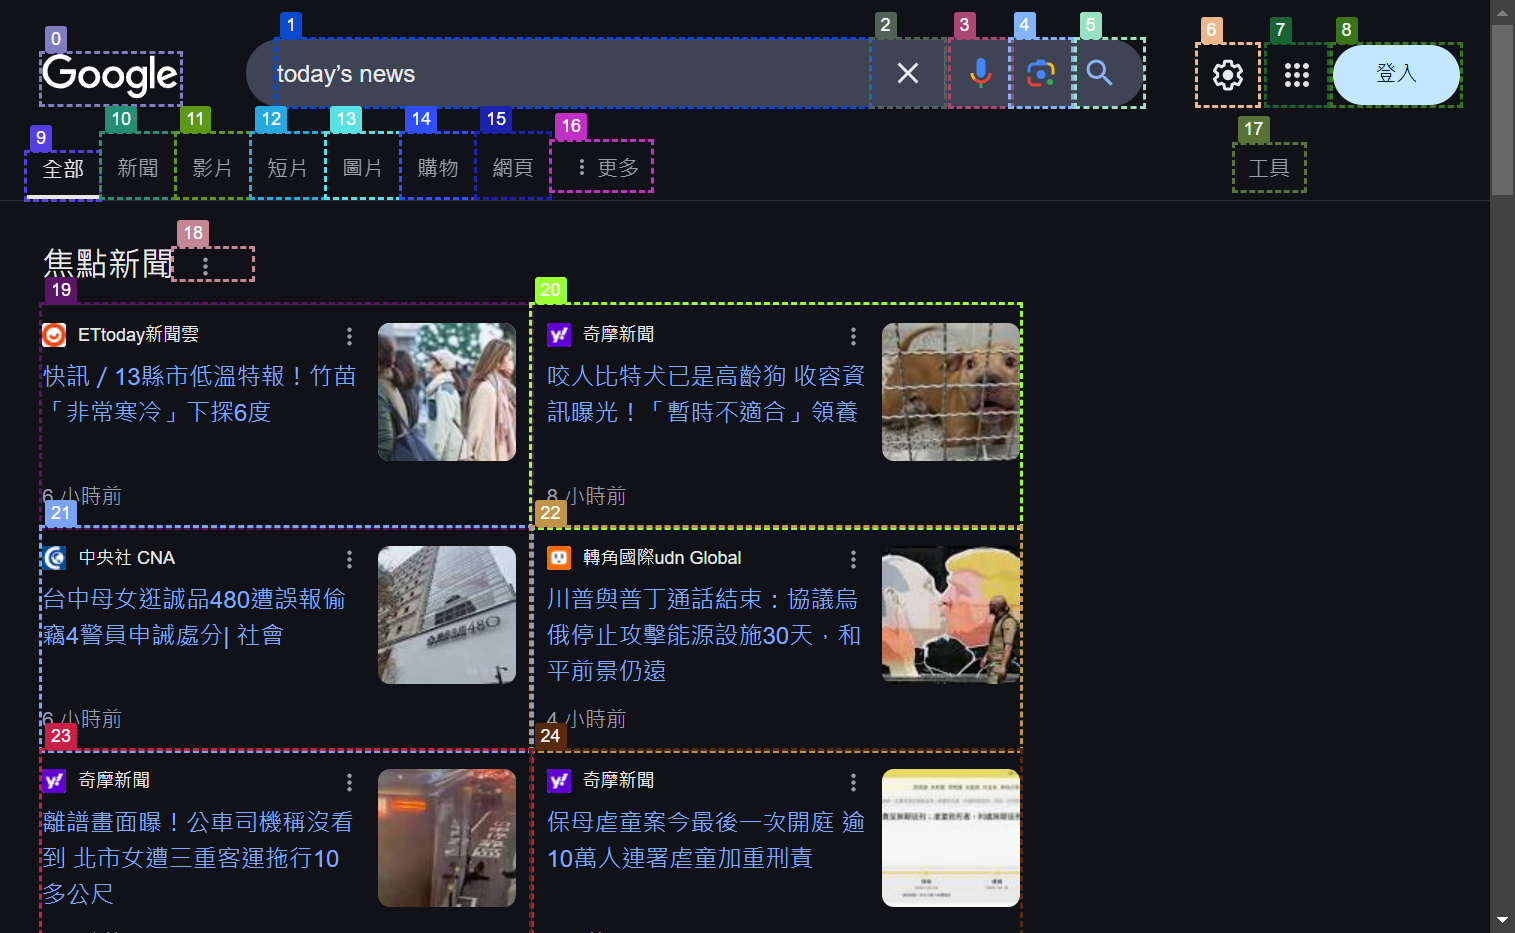 0
1
2
3
4
5
6
7
8
Google
today's news
登入
9
10
11
12
13
14
15
16
17
全部
新聞
影片
短片
圖片
購物
網頁
更多
工具
18
焦點新聞
19
20
ETtoday新聞雲
快訊 / 13縣市低溫特報！竹苗
「非常寒冷」下探6度
6 小時前
奇摩新聞
咬人比特犬已是高齡狗 收容資
訊曝光！「暫時不適合」領養
8 小時前
21
22
中央社 CNA
台中母女逛誠品480遭誤報偷
竊4警員申誡處分| 社會
6 小時前
轉角國際udn Global
川普與普丁通話結束：協議烏
俄停止攻擊能源設施30天，和
平前景仍遠
4 小時前
23
24
奇摩新聞
離譜畫面曝！公車司機稱沒看
到 北市女遭三重客運拖行10
多公尺
奇摩新聞
保母虐童案今最後一次開庭 逾
10萬人連署虐童加重刑責